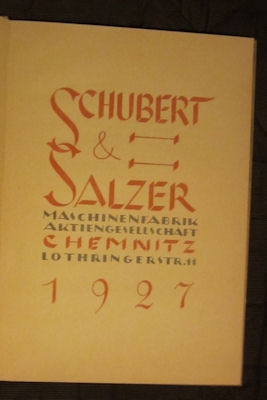 SCHUBERT
&
SALZER
MASCHINENFABRIK
AKTIENGESELLSCHAFT
CHEMNITZ
LOTHRINGERSTR. 11
1927